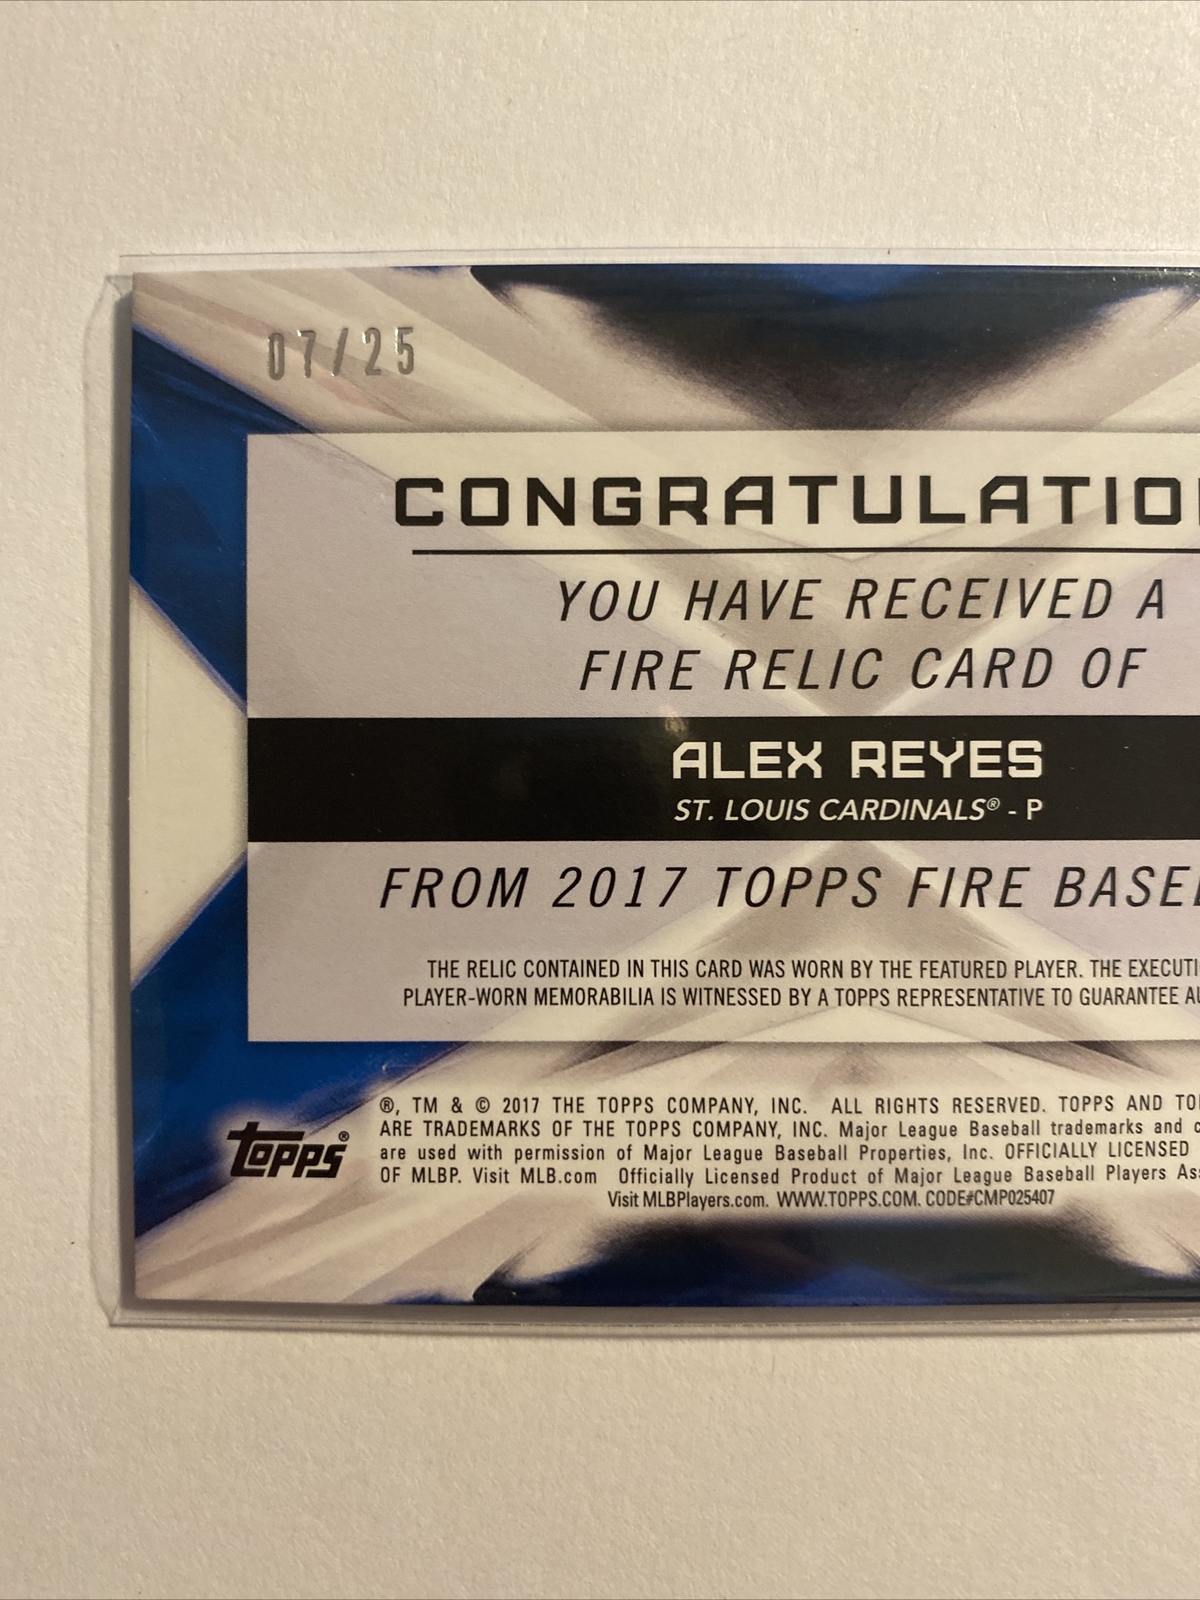 07/25
CONGRATULATIO
YOU HAVE RECEIVED A
FIRE RELIC CARD OF
ALEX REYES
ST. LOUIS CARDINALS® - P
FROM 2017 TOPPS FIRE BASE
THE RELIC CONTAINED IN THIS CARD WAS WORN BY THE FEATURED PLAYER. THE EXECUTI
PLAYER-WORN MEMORABILIA IS WITNESSED BY A TOPPS REPRESENTATIVE TO GUARANTEE AU
®, TM & © 2017 THE TOPPS COMPANY, INC. ALL RIGHTS RESERVED. TOPPS AND TO
ARE TRADEMARKS OF THE TOPPS COMPANY, INC. Major League Baseball trademarks and c
are used with permission of Major League Baseball Properties, Inc. OFFICIALLY LICENSED
OF MLBP. Visit MLB.com Officially Licensed Product of Major League Baseball Players Ass
Visit MLBPlayers.com. WWW.TOPPS.COM. CODE#CMP025407
topps®